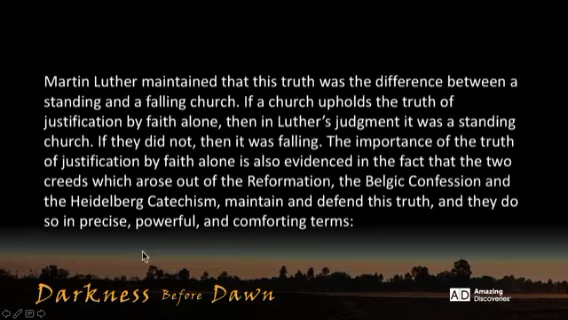 Martin Luther maintained that this truth was the difference between a
standing and a falling church. If a church upholds the truth of
justification by faith alone, then in Luther’s judgment it was a standing
church. If they did not, then it was falling. The importance of the truth
of justification by faith alone is also evidenced in the fact that the two
creeds which arose out of the Reformation, the Belgic Confession and
the Heidelberg Catechism, maintain and defend this truth, and they do
so in precise, powerful, and comforting terms:
Darkness Before Dawn
AD Amazing
Discoveries